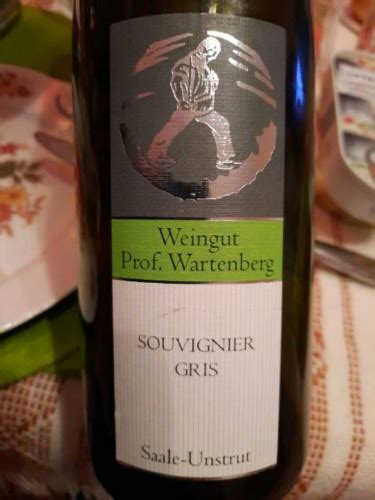 Weingut
Prof. Wartenberg
SOUVIGNIER
GRIS
Saale-Unstrut